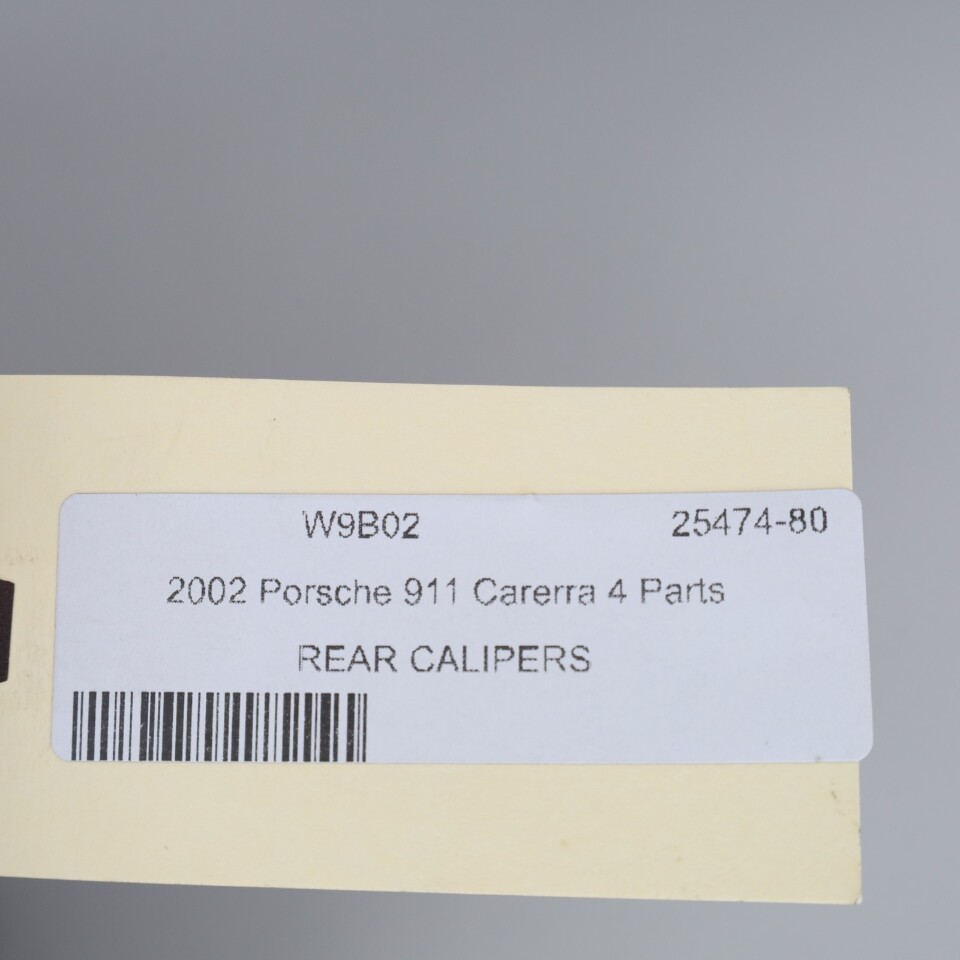 W9B02 25474-80
2002 Porsche 911 Carerra 4 Parts
REAR CALIPERS